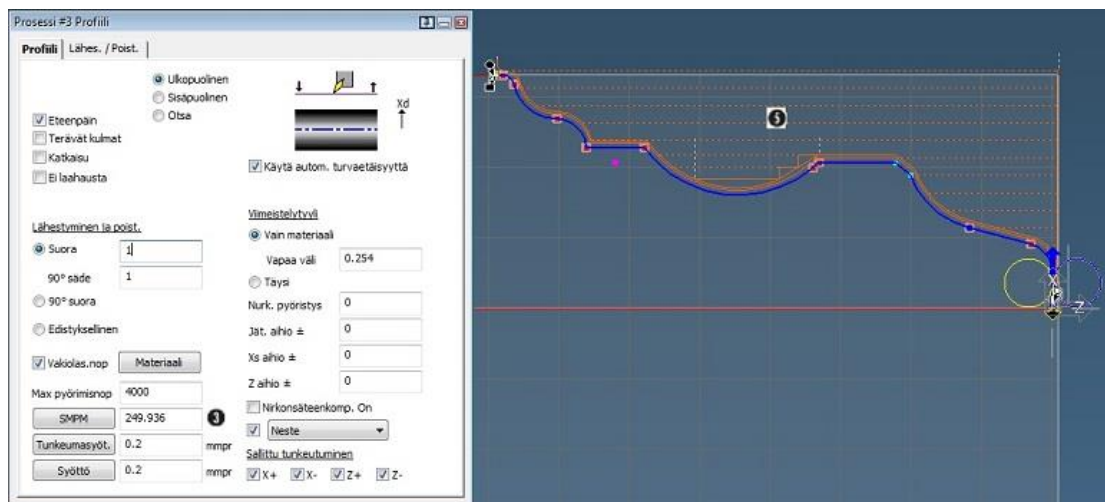 Prosessi #3 Profiili
Profiili
Lähes. / Poist.
Ulkopuolinen
Sisäpuolinen
Otsa
Eteenpäin
Terävät kulmat
Katkaisu
Ei laahausta
Xd
Käytä autom. turvaetäisyyttä
Lähestyminen ja poist.
Suora 1
90° säde 1
90° suora
Edistyksellinen
Vakiolas.nop Materiaali
Max pyörimisnop 4000
SMPM 249.936 3
Tunkeumasyöt. 0.2 mmpr
Syöttö 0.2 mmpr
Viimeistelytyyli
Vain materiaali
Vapaa väli 0.254
Täysi
Nurk. pyöristys 0
Jät. aihio ± 0
Xs aihio ± 0
Z aihio ± 0
Nirkonsäteenkomp. On
Neste
Sallittu tunkeutuminen
X+ X- Z+ Z-
5
X
Z